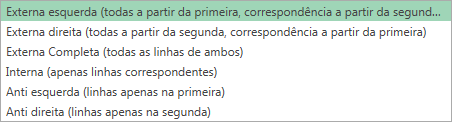 Externa esquerda (todas a partir da primeira, correspondência a partir da segund...
Externa direita (todas a partir da segunda, correspondência a partir da primeira)
Externa Completa (todas as linhas de ambos)
Interna (apenas linhas correspondentes)
Anti esquerda (linhas apenas na primeira)
Anti direita (linhas apenas na segunda)